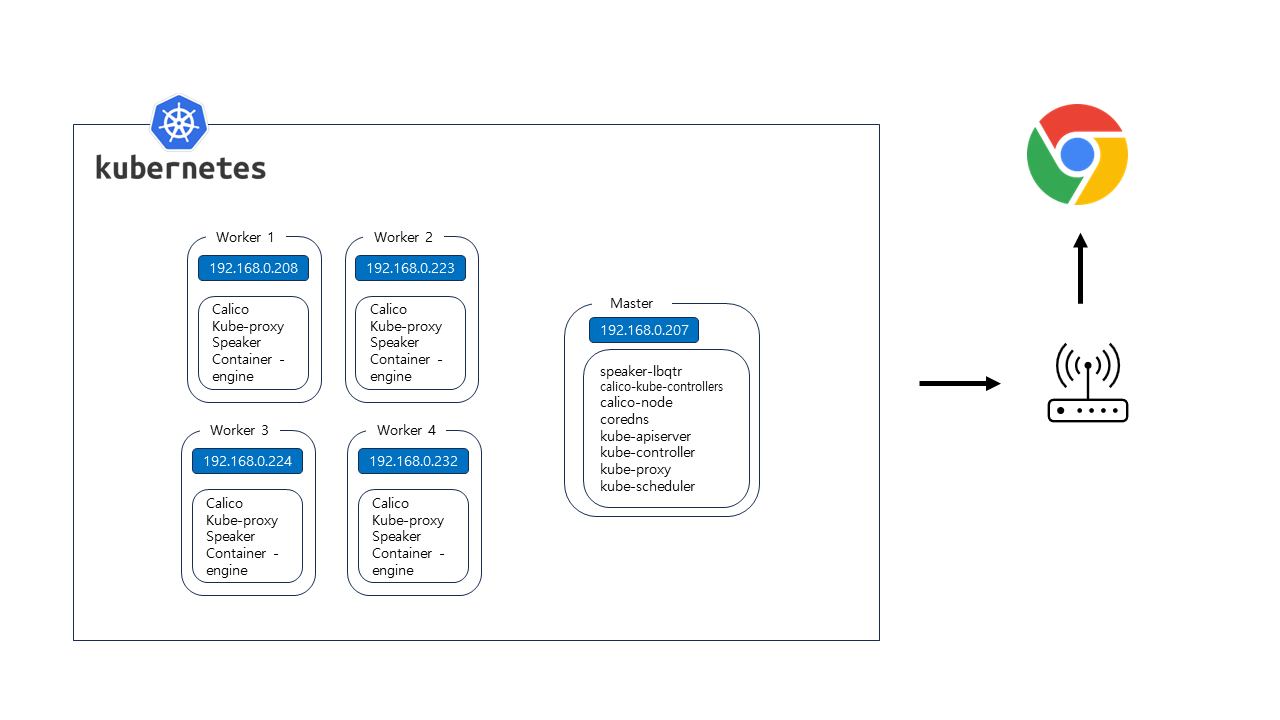 kubernetes
Worker 1
192.168.0.208
Calico
Kube-proxy
Speaker
Container -
engine
Worker 2
192.168.0.223
Calico
Kube-proxy
Speaker
Container -
engine
Worker 3
192.168.0.224
Calico
Kube-proxy
Speaker
Container -
engine
Worker 4
192.168.0.232
Calico
Kube-proxy
Speaker
Container -
engine
Master
192.168.0.207
speaker-lbqtr
calico-kube-controllers
calico-node
coredns
kube-apiserver
kube-controller
kube-proxy
kube-scheduler